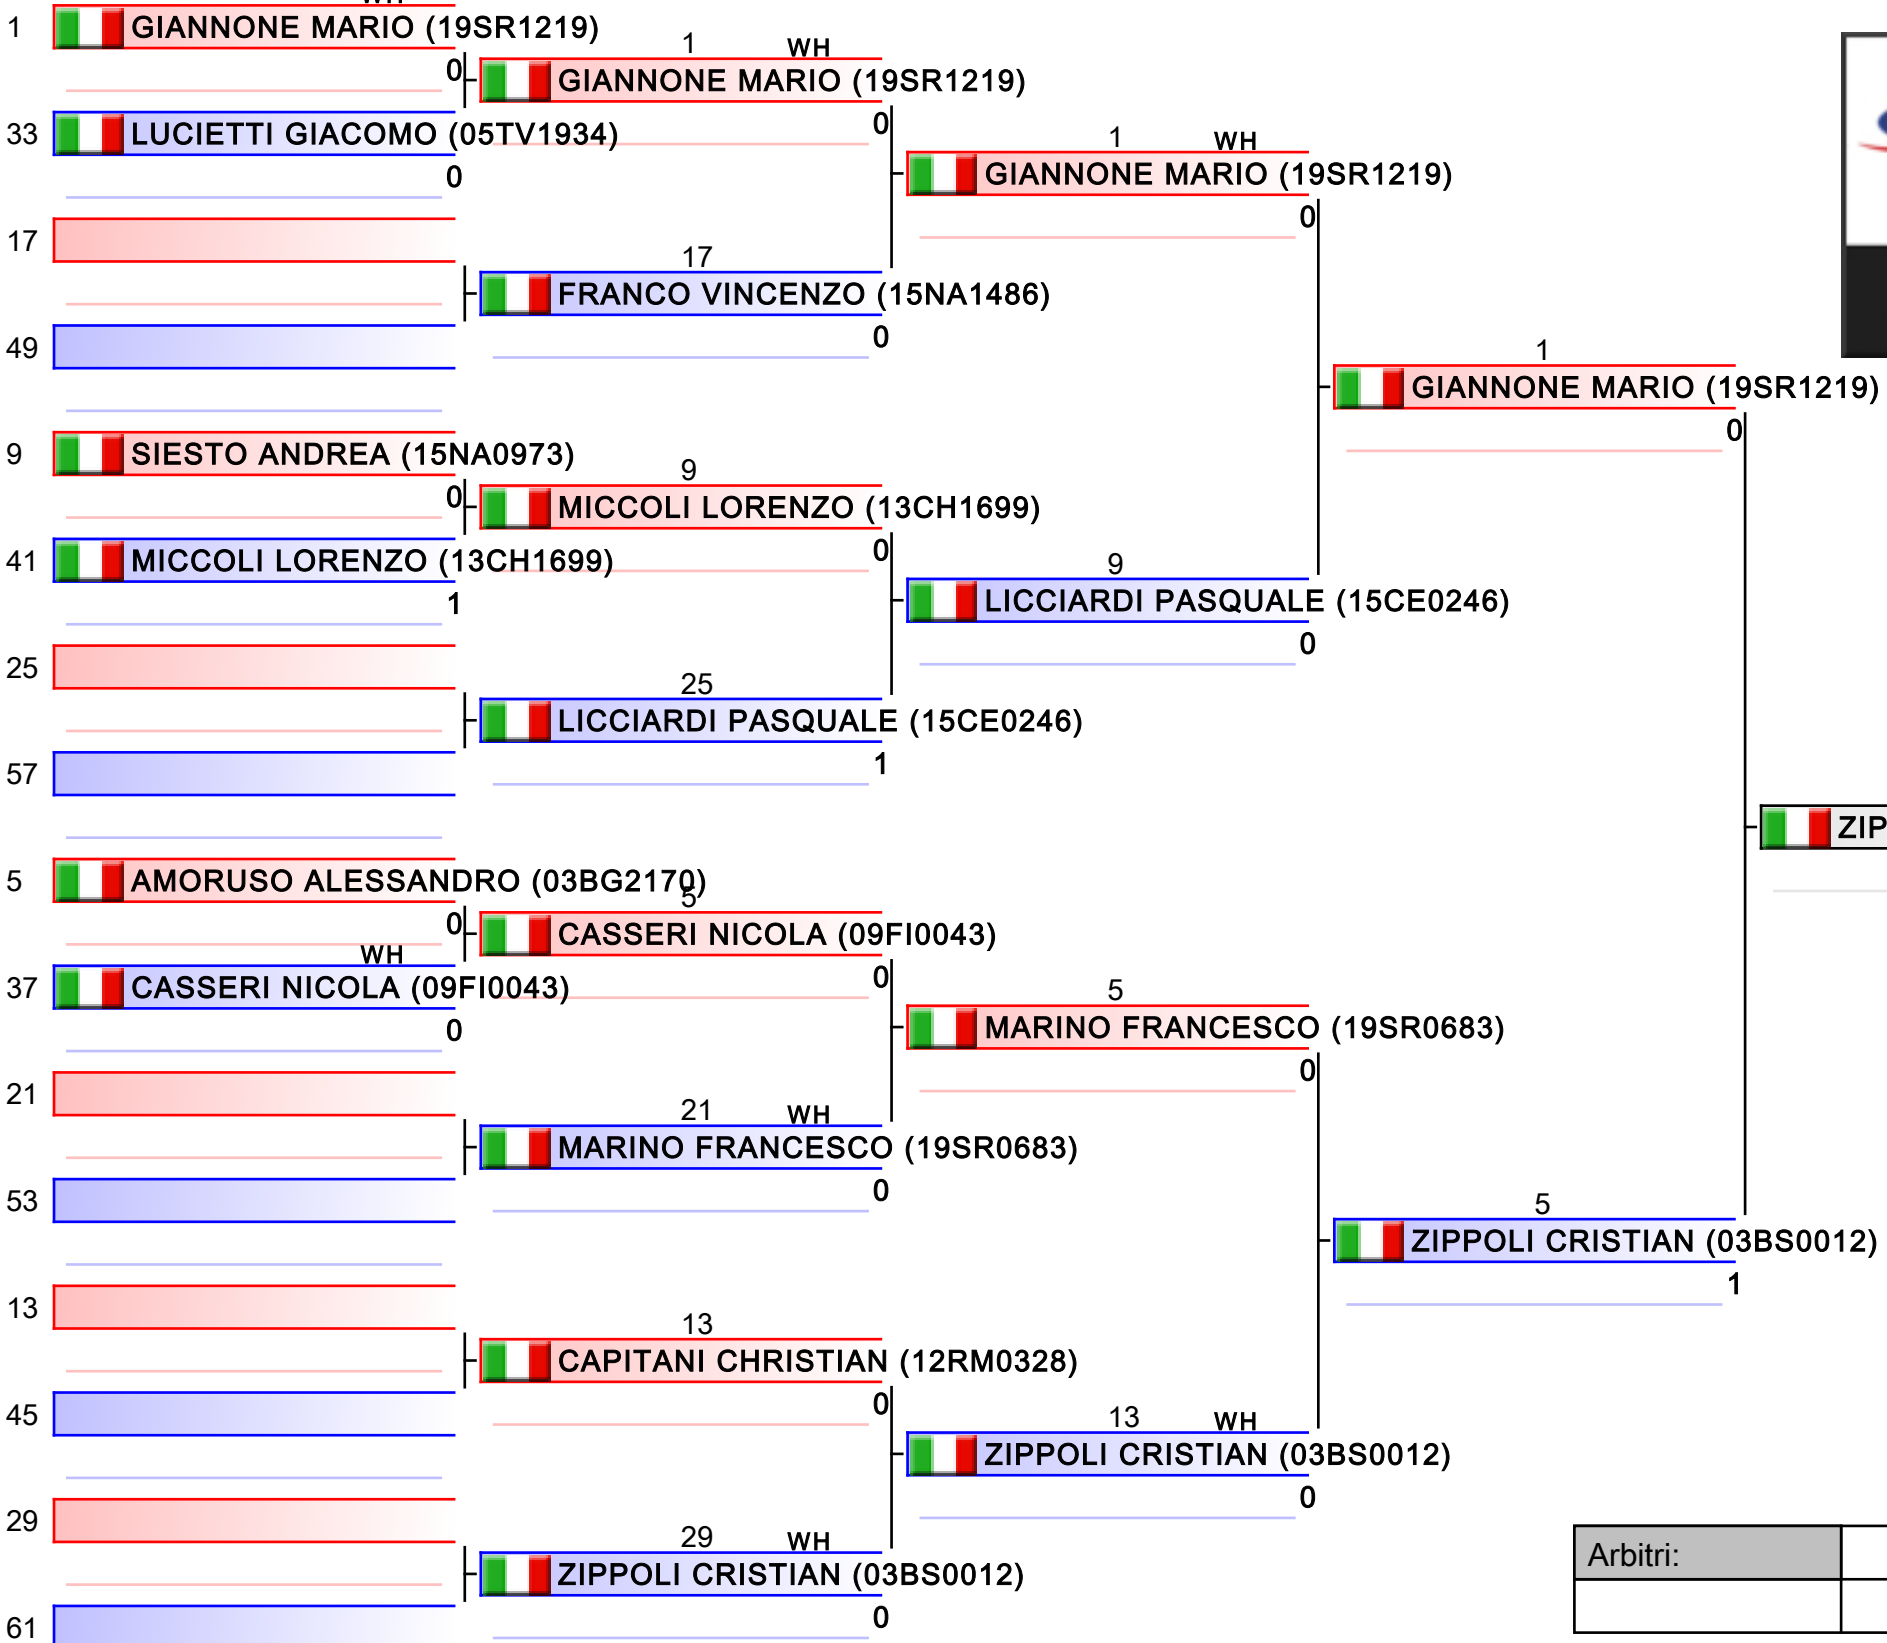 WH
1 GIANNONE MARIO (19SR1219)
0
33 LUCIETTI GIACOMO (05TV1934)
0
17
49
9 SIESTO ANDREA (15NA0973)
0
41 MICCOLI LORENZO (13CH1699)
1
25
57
5 AMORUSO ALESSANDRO (03BG2170)
0
WH
37 CASSERI NICOLA (09FI0043)
0
21
53
13
45
29
61
1 WH
GIANNONE MARIO (19SR1219)
0
17
FRANCO VINCENZO (15NA1486)
0
9
MICCOLI LORENZO (13CH1699)
0
25
LICCIARDI PASQUALE (15CE0246)
1
5
CASSERI NICOLA (09FI0043)
0
21 WH
MARINO FRANCESCO (19SR0683)
0
13
CAPITANI CHRISTIAN (12RM0328)
0
29 WH
ZIPPOLI CRISTIAN (03BS0012)
0
1 WH
GIANNONE MARIO (19SR1219)
0
9
LICCIARDI PASQUALE (15CE0246)
0
5
MARINO FRANCESCO (19SR0683)
0
13 WH
ZIPPOLI CRISTIAN (03BS0012)
0
1
GIANNONE MARIO (19SR1219)
0
5
ZIPPOLI CRISTIAN (03BS0012)
1
ZIP
Arbitri: